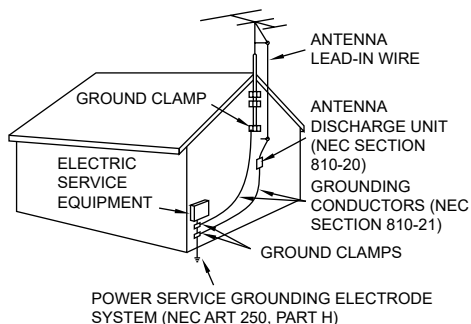 ANTENNA
LEAD-IN WIRE
GROUND CLAMP
ANTENNA
DISCHARGE UNIT
(NEC SECTION
810-20)
ELECTRIC
SERVICE
EQUIPMENT
GROUNDING
CONDUCTORS (NEC
SECTION 810-21)
GROUND CLAMPS
POWER SERVICE GROUNDING ELECTRODE
SYSTEM (NEC ART 250, PART H)